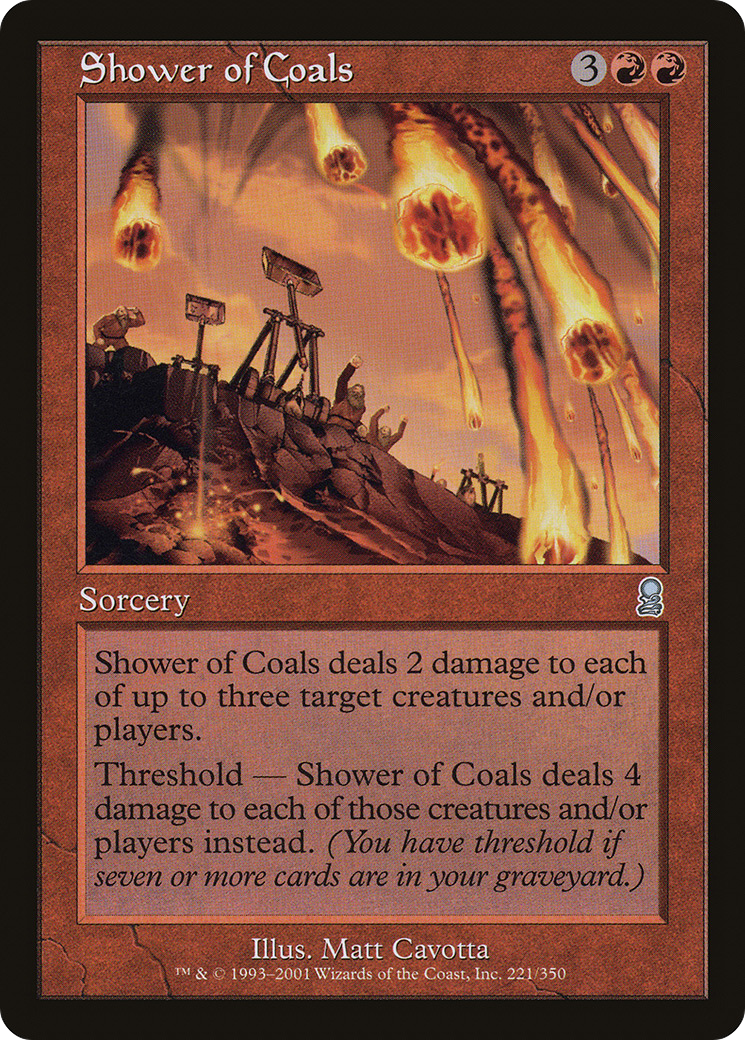 Shower of Coals 3
Sorcery
Shower of Coals deals 2 damage to each
of up to three target creatures and/or
players.
Threshold — Shower of Coals deals 4
damage to each of those creatures and/or
players instead. (You have threshold if
seven or more cards are in your graveyard.)
Illus. Matt Cavotta
™ & © 1993–2001 Wizards of the Coast, Inc. 221/350